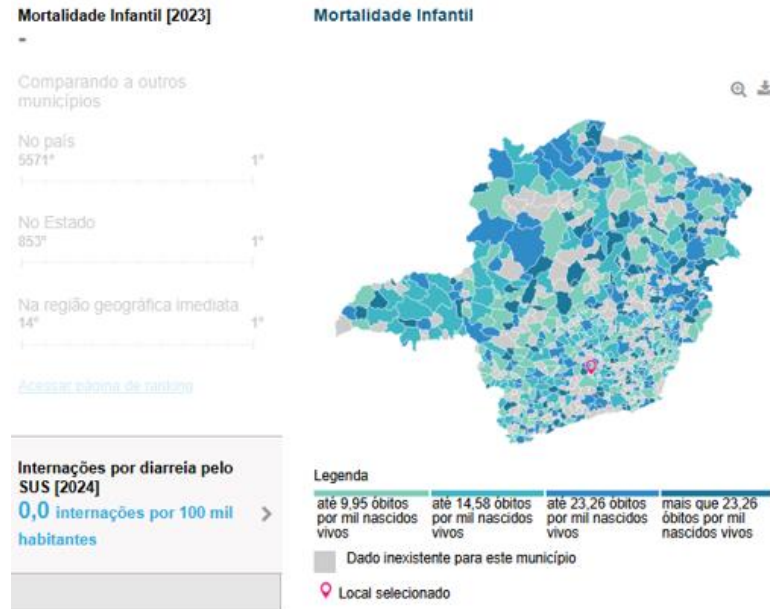 Mortalidade Infantil [2023]
-
Comparando a outros
municípios
No país
5571° 1°
No Estado
853° 1°
Na região geográfica imediata
14° 1°
Acessar página de ranking
Internações por diarreia pelo
SUS [2024]
0,0 internações por 100 mil
habitantes
Mortalidade Infantil
Legenda
até 9,95 óbitos
por mil nascidos
vivos
até 14,58 óbitos
por mil nascidos
vivos
até 23,26 óbitos
por mil nascidos
vivos
mais que 23,26
óbitos por mil
nascidos vivos
Dado inexistente para este município
Local selecionado